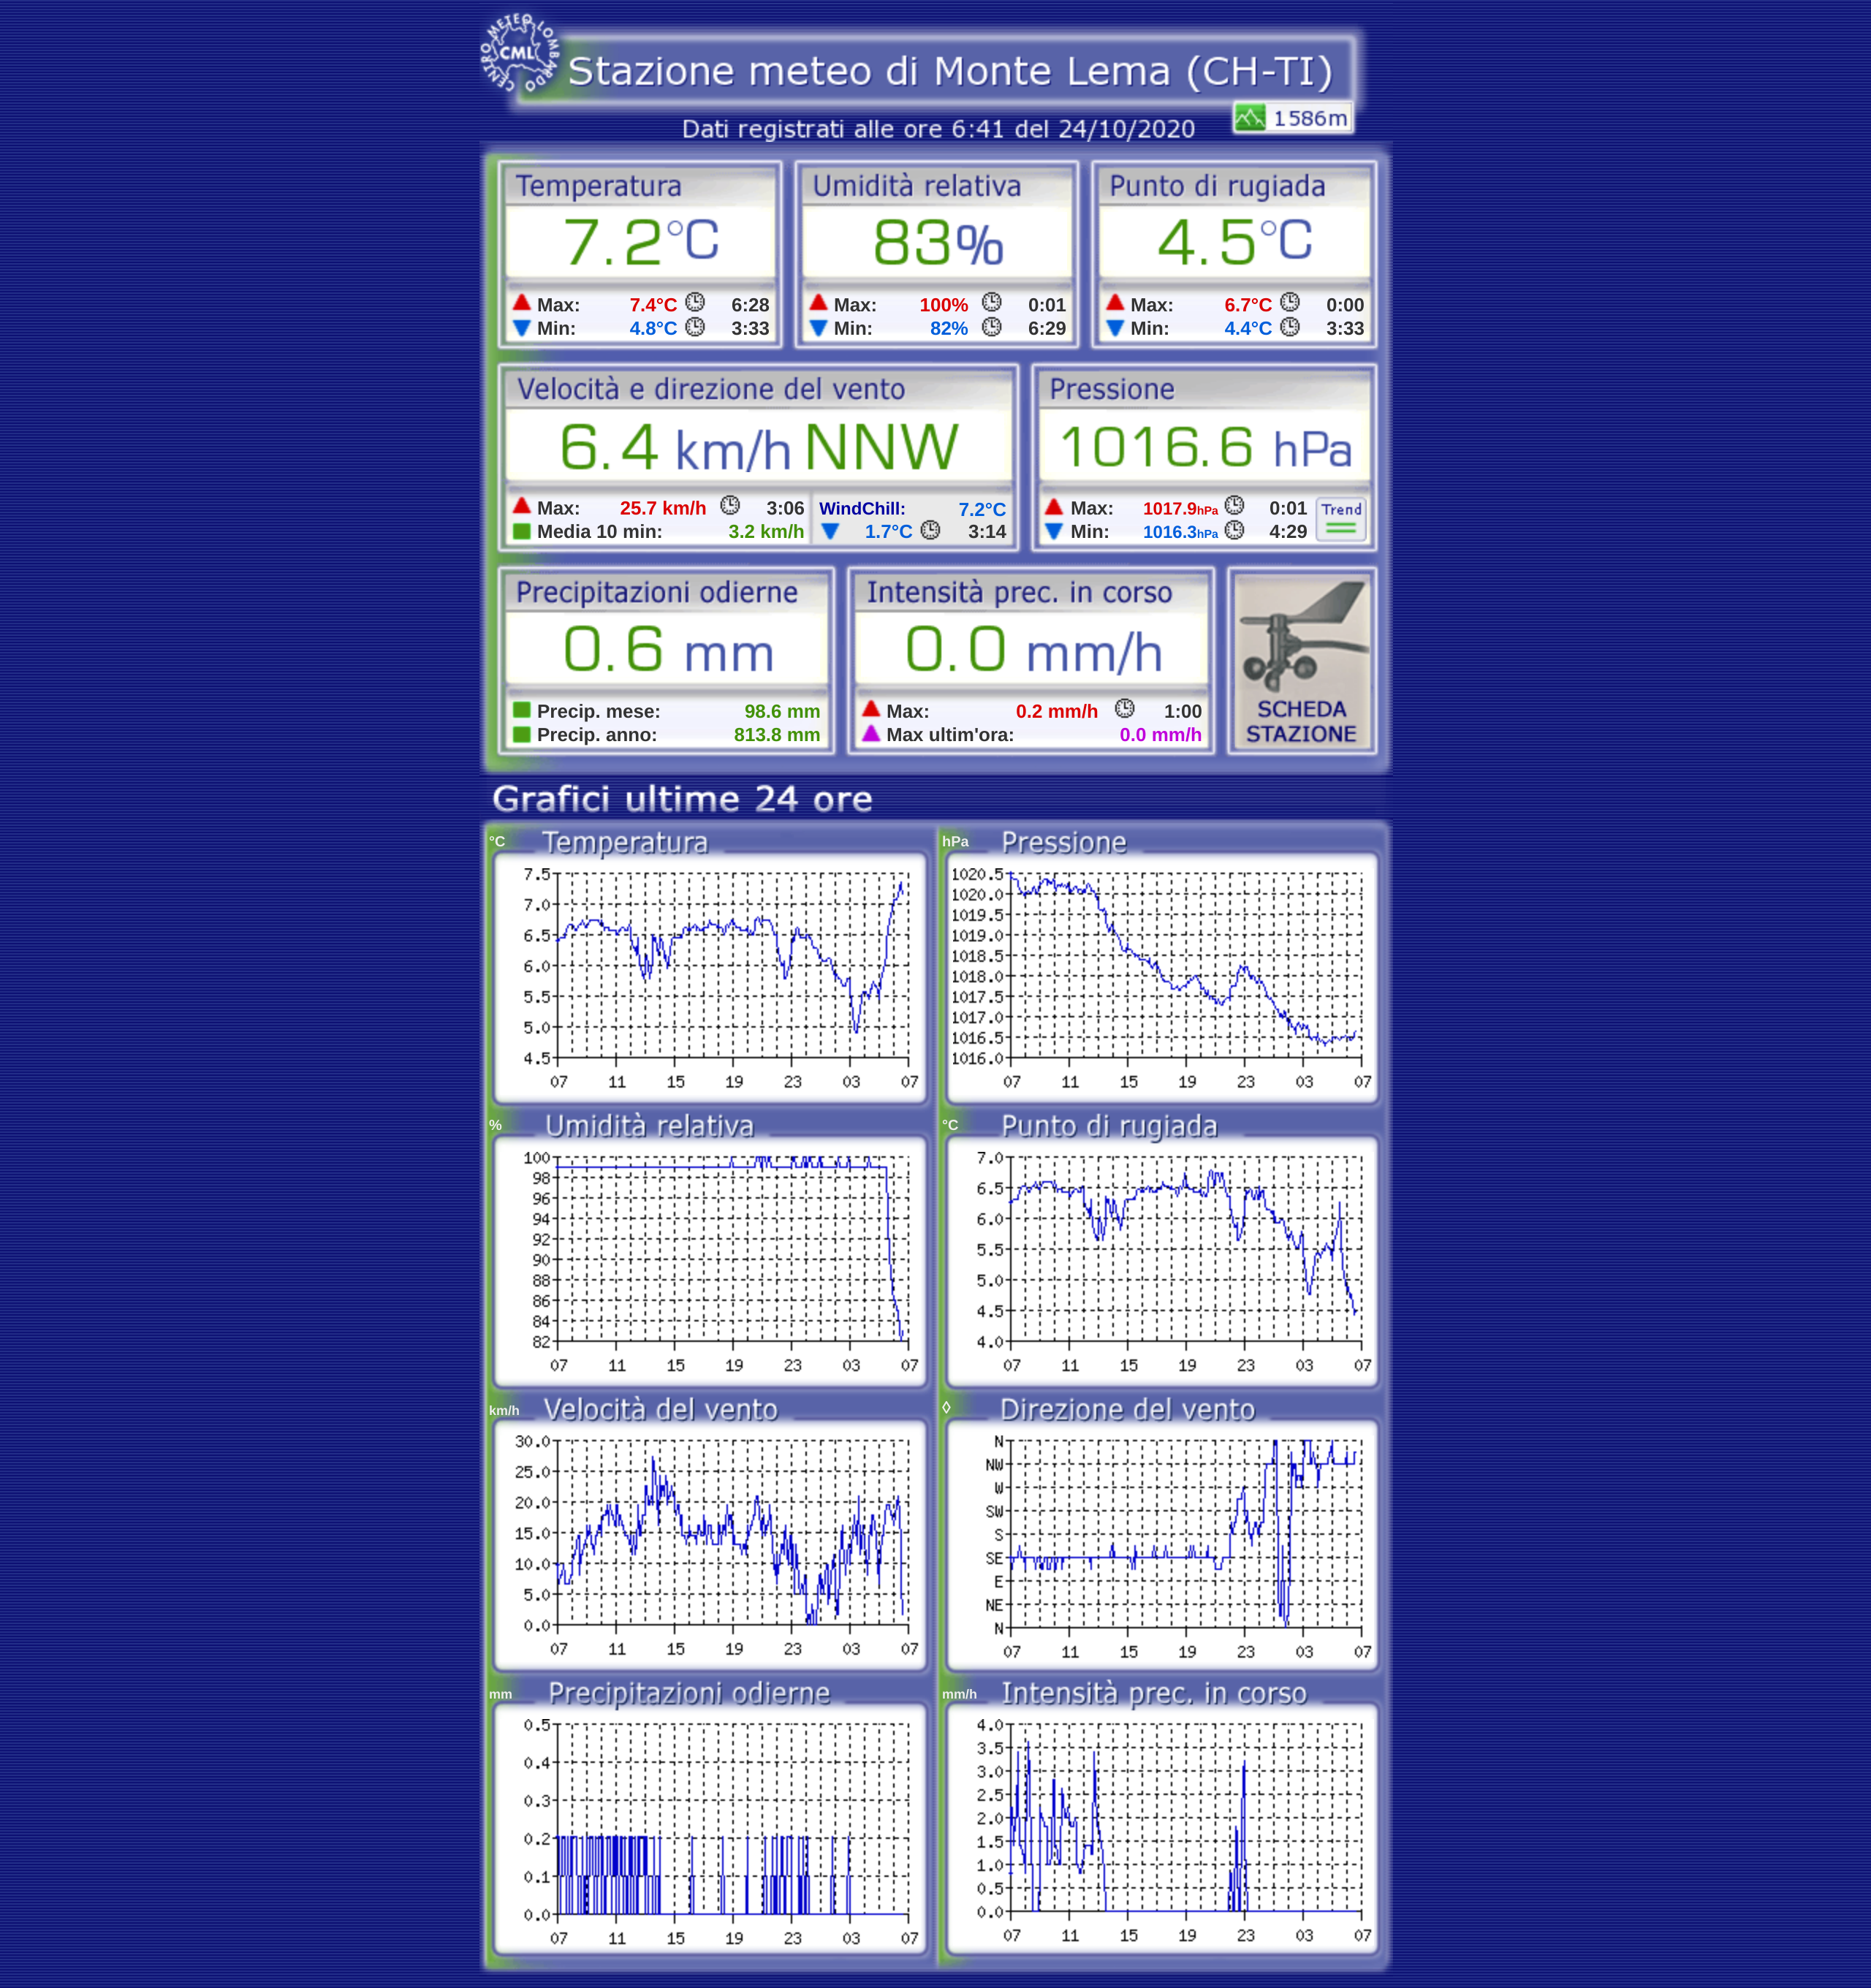 CENTRO METEO LOMBARDO
CML
Stazione meteo di Monte Lema (CH-TI)
1586m
Dati registrati alle ore 6:41 del 24/10/2020
Temperatura Umidità relativa Punto di rugiada
7.2°C 83% 4.5°C
Max: 7.4°C 6:28 Max: 100% 0:01 Max: 6.7°C 0:00
Min: 4.8°C 3:33 Min: 82% 6:29 Min: 4.4°C 3:33
Velocità e direzione del vento Pressione
6.4 km/h NNW 1016.6 hPa
Max: 25.7 km/h 3:06 WindChill: 7.2°C Max: 1017.9hPa 0:01 Trend
Media 10 min: 3.2 km/h 1.7°C 3:14 Min: 1016.3hPa 4:29
Precipitazioni odierne Intensità prec. in corso
0.6 mm 0.0 mm/h
Precip. mese: 98.6 mm Max: 0.2 mm/h 1:00 SCHEDA
Precip. anno: 813.8 mm Max ultim'ora: 0.0 mm/h STAZIONE
Grafici ultime 24 ore
°C Temperatura
7.5
7.0
6.5
6.0
5.5
5.0
4.5
07 11 15 19 23 03 07
hPa Pressione
1020.5
1020.0
1019.5
1019.0
1018.5
1018.0
1017.5
1017.0
1016.5
1016.0
07 11 15 19 23 03 07
% Umidità relativa
100
98
96
94
92
90
88
86
84
82
07 11 15 19 23 03 07
°C Punto di rugiada
7.0
6.5
6.0
5.5
5.0
4.5
4.0
07 11 15 19 23 03 07
km/h Velocità del vento
30.0
25.0
20.0
15.0
10.0
5.0
0.0
07 11 15 19 23 03 07
◊ Direzione del vento
N
NW
W
SW
S
SE
E
NE
N
07 11 15 19 23 03 07
mm Precipitazioni odierne
0.5
0.4
0.3
0.2
0.1
0.0
07 11 15 19 23 03 07
mm/h Intensità prec. in corso
4.0
3.5
3.0
2.5
2.0
1.5
1.0
0.5
0.0
07 11 15 19 23 03 07